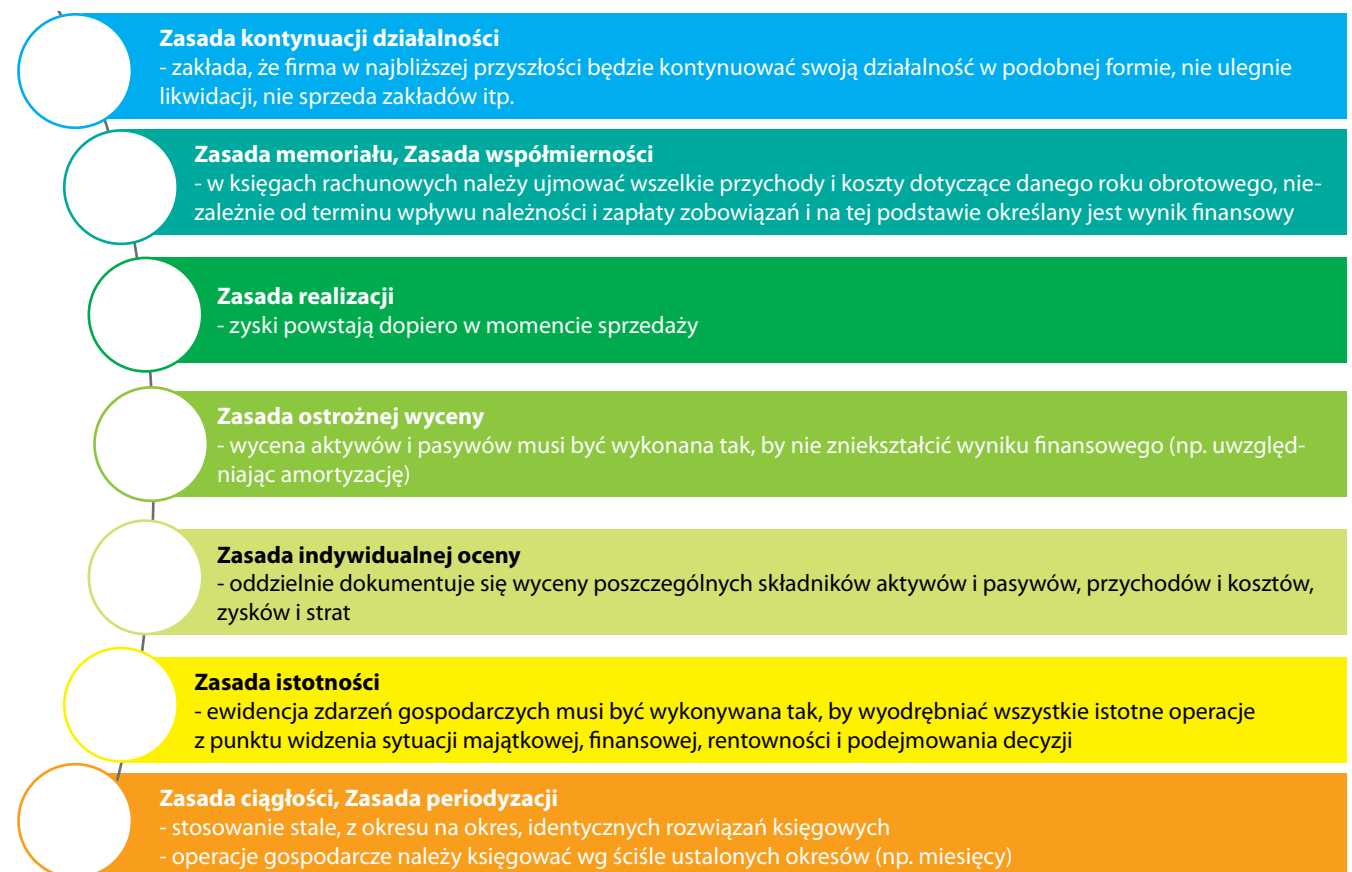 Zasada kontynuacji działalności
- zakłada, że firma w najbliższej przyszłości będzie kontynuować swoją działalność w podobnej formie, nie ulegnie
likwidacji, nie sprzeda zakładów itp.
Zasada memoriału, Zasada współmierności
- w księgach rachunowych należy ujmować wszelkie przychody i koszty dotyczące danego roku obrotowego, nie-
zależnie od terminu wpływu należności i zapłaty zobowiązań i na tej podstawie określany jest wynik finansowy
Zasada realizacji
- zyski powstają dopiero w momencie sprzedaży
Zasada ostrożnej wyceny
- wycena aktywów i pasywów musi być wykonana tak, by nie zniekształcić wyniku finansowego (np. uwzględ-
niając amortyzację)
Zasada indywidualnej oceny
- oddzielnie dokumentuje się wyceny poszczególnych składników aktywów i pasywów, przychodów i kosztów,
zysków i strat
Zasada istotności
- ewidencja zdarzeń gospodarczych musi być wykonywana tak, by wyodrębniać wszystkie istotne operacje
z punktu widzenia sytuacji majątkowej, finansowej, rentowności i podejmowania decyzji
Zasada ciągłości, Zasada periodyzacji
- stosowanie stale, z okresu na okres, identycznych rozwiązań księgowych
- operacje gospodarcze należy księgować wg ściśle ustalonych okresów (np. miesięcy)